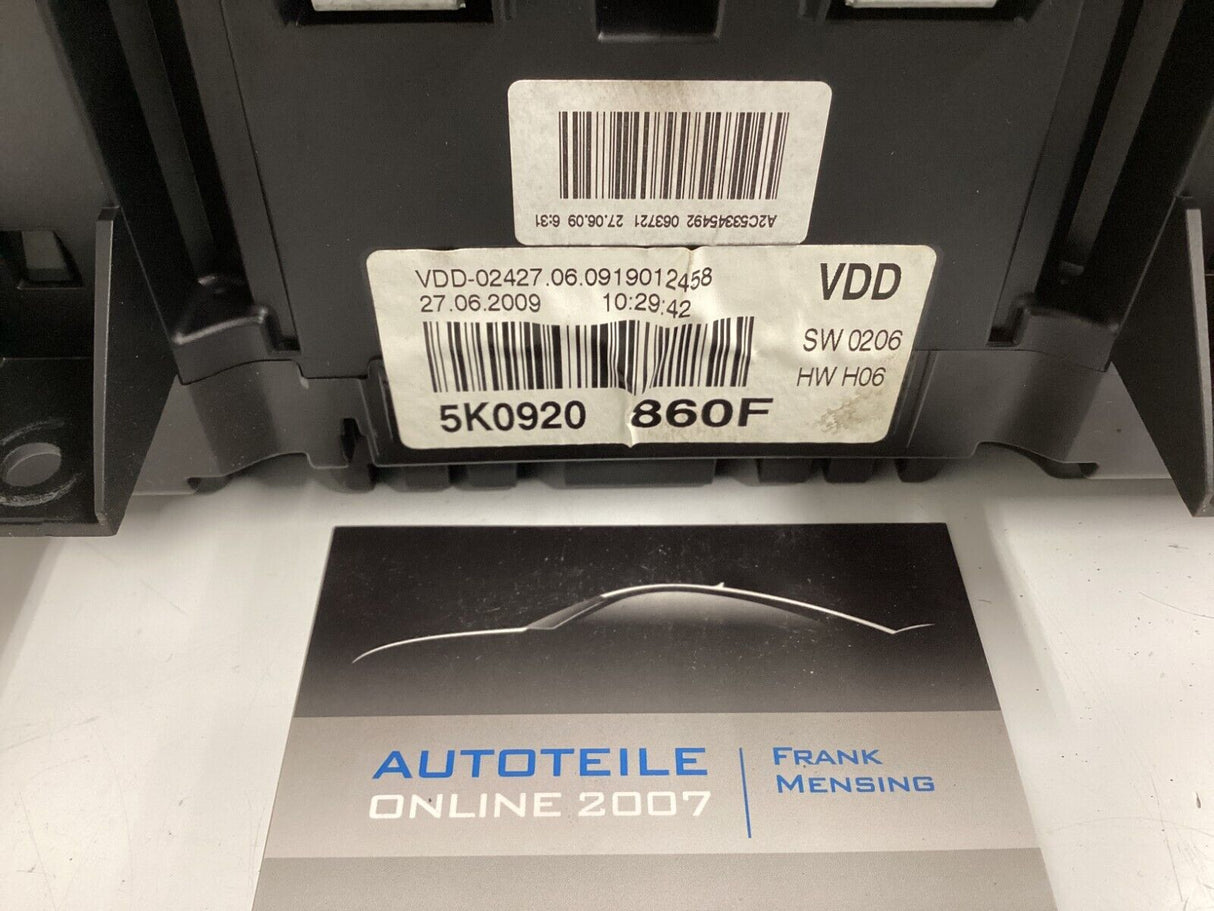 A2C53345492 063721 27.06.09 6:31
VDD-02427.06.0919012458
27.06.2009 10:29:42
VDD
SW 0206
HW H06
5K0920 860F
AUTOTEILE
ONLINE 2007
FRANK
MENSING